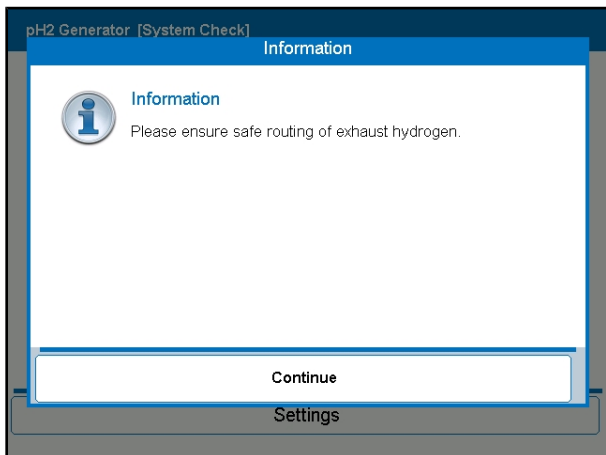 pH2 Generator [System Check]
Information
Information
Please ensure safe routing of exhaust hydrogen.
Continue
Settings